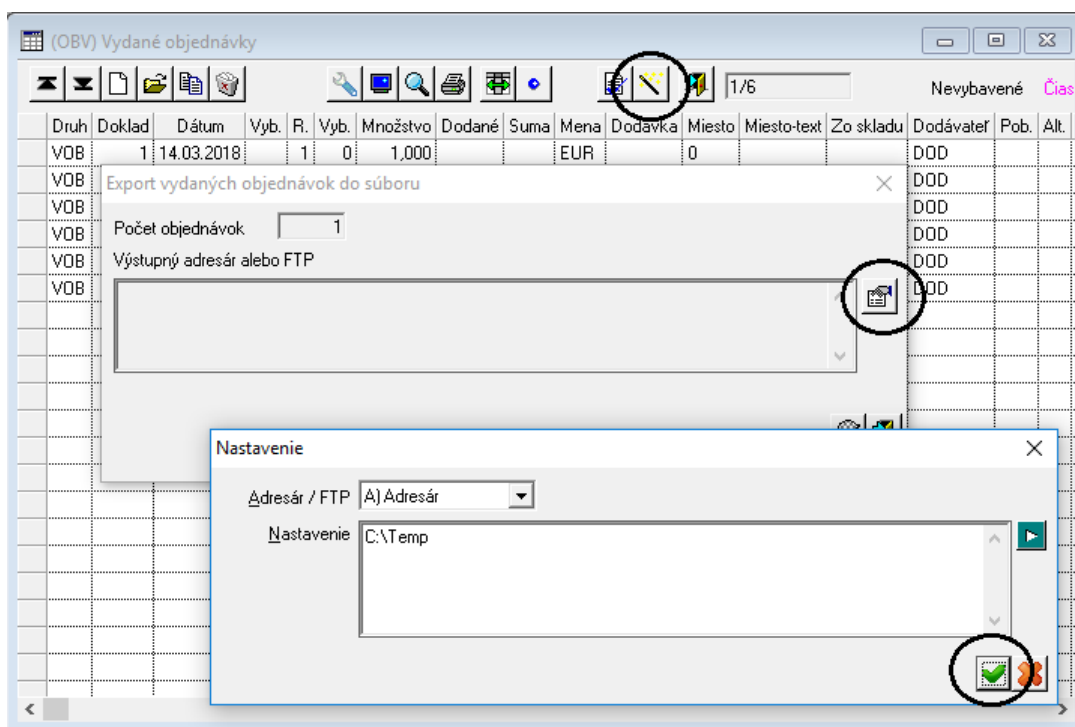 (OBV) Vydané objednávky
1/6
Nevybavené Čias
Druh Doklad Dátum Vyb. R. Vyb. Množstvo Dodané Suma Mena Dodávka Miesto Miesto-text Zo skladu Dodávateľ Pob. Alt.
VOB 1 14.03.2018 1 0 1,000 EUR 0 DOD
VOB DOD
VOB DOD
VOB DOD
VOB DOD
VOB DOD
Export vydaných objednávok do súboru
Počet objednávok 1
Výstupný adresár alebo FTP
Nastavenie
Adresár / FTP A) Adresár
Nastavenie C:\Temp